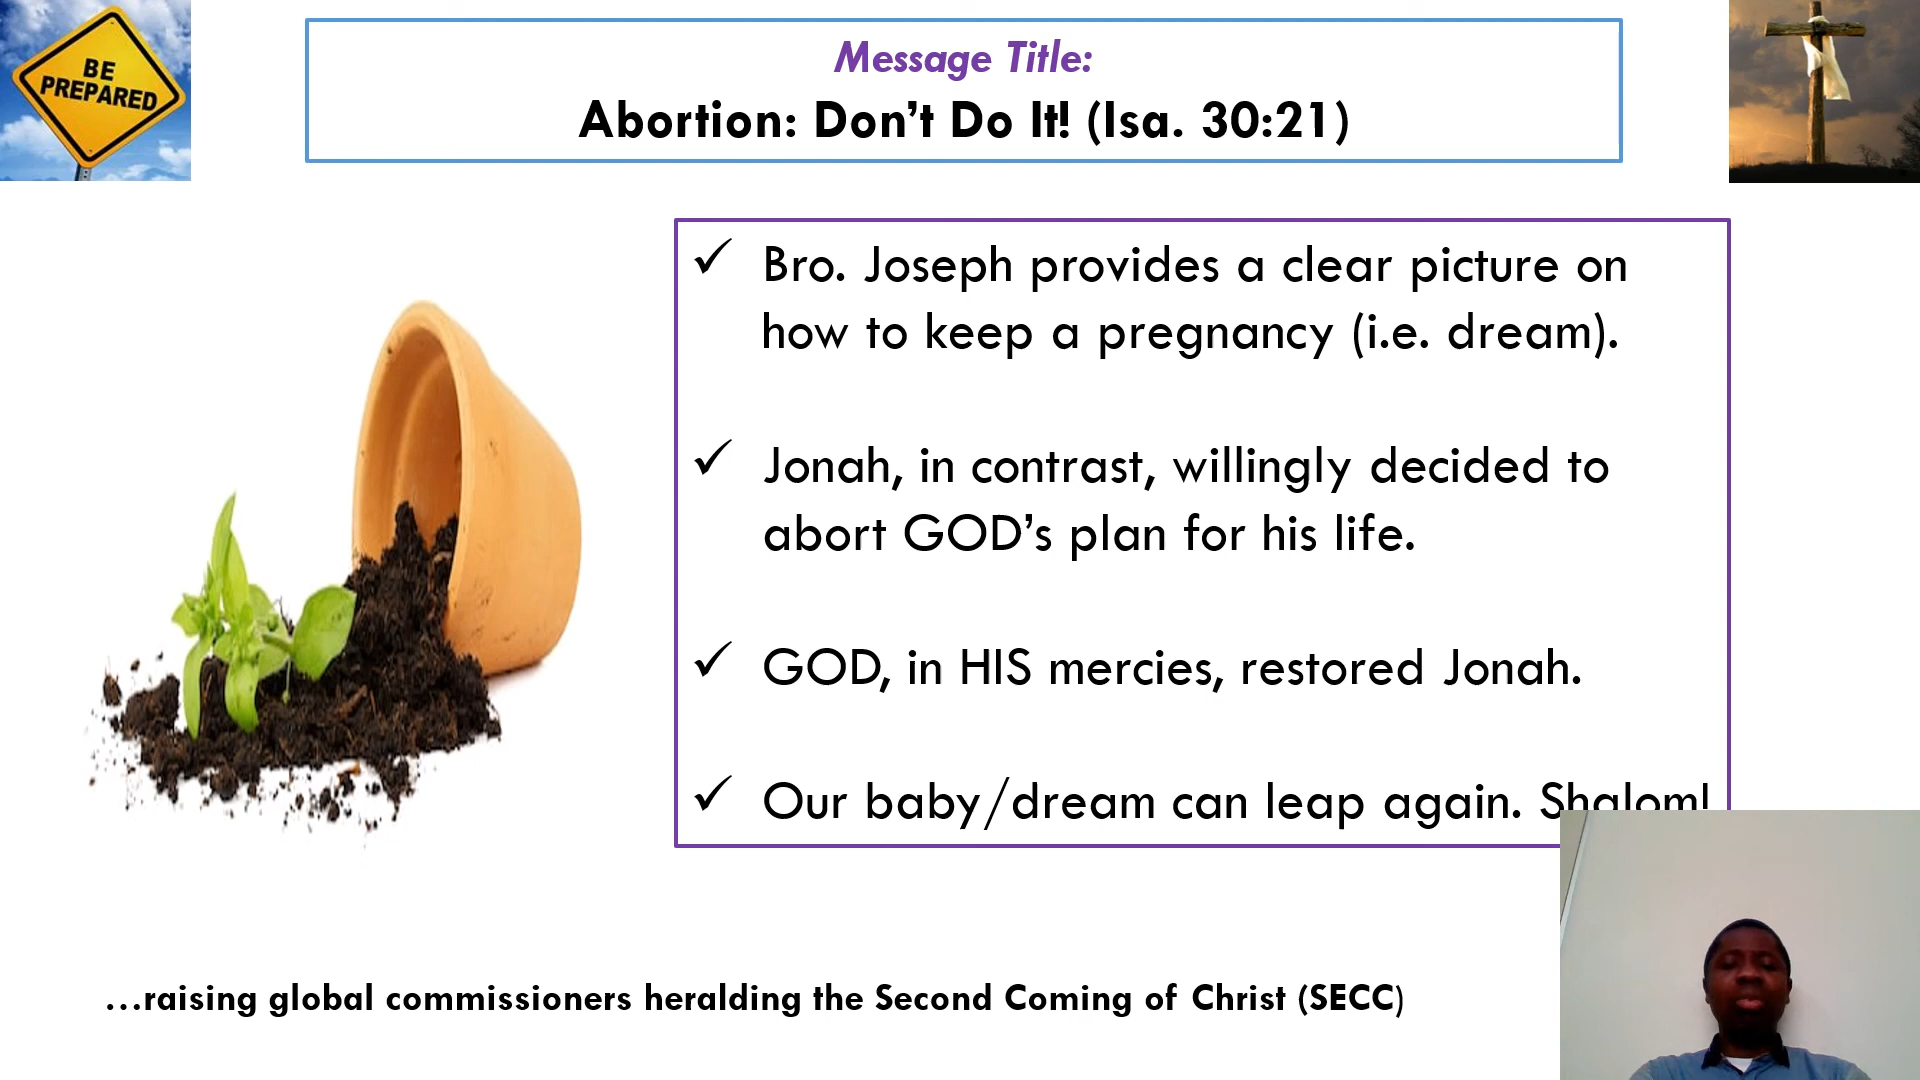 BE
PREPARED
Message Title:
Abortion: Don’t Do It! (Isa. 30:21)
✓ Bro. Joseph provides a clear picture on
how to keep a pregnancy (i.e. dream).
✓ Jonah, in contrast, willingly decided to
abort GOD’s plan for his life.
✓ GOD, in HIS mercies, restored Jonah.
✓ Our baby/dream can leap again. Shalom!
...raising global commissioners heralding the Second Coming of Christ (SECC)